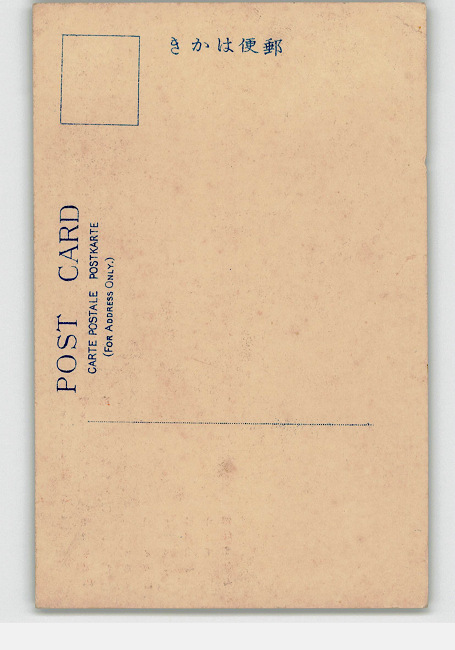 郵便はかき
POST CARD
CARTE POSTALE POSTKARTE
(FOR ADDRESS ONLY.)